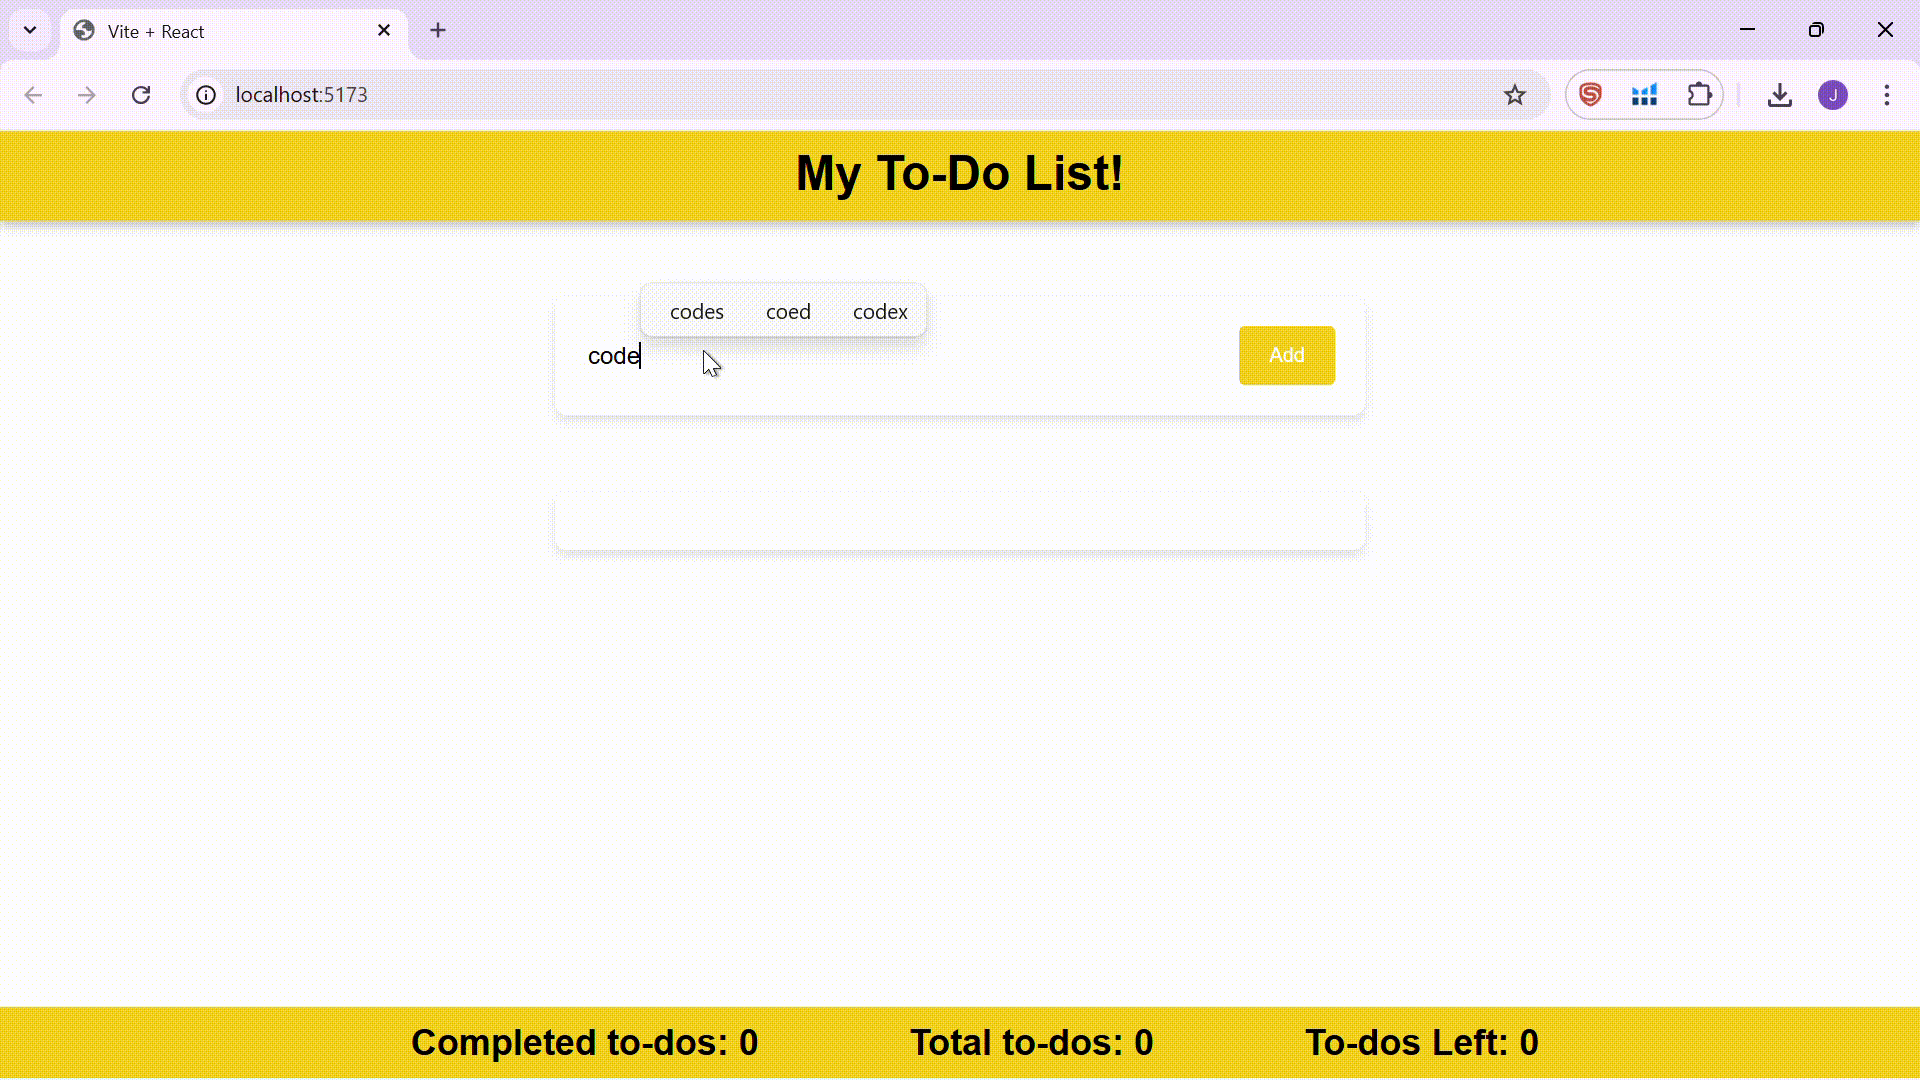 Vite + React
localhost:5173
J
My To-Do List!
codes coed codex
code
Add
Completed to-dos: 0 Total to-dos: 0 To-dos Left: 0